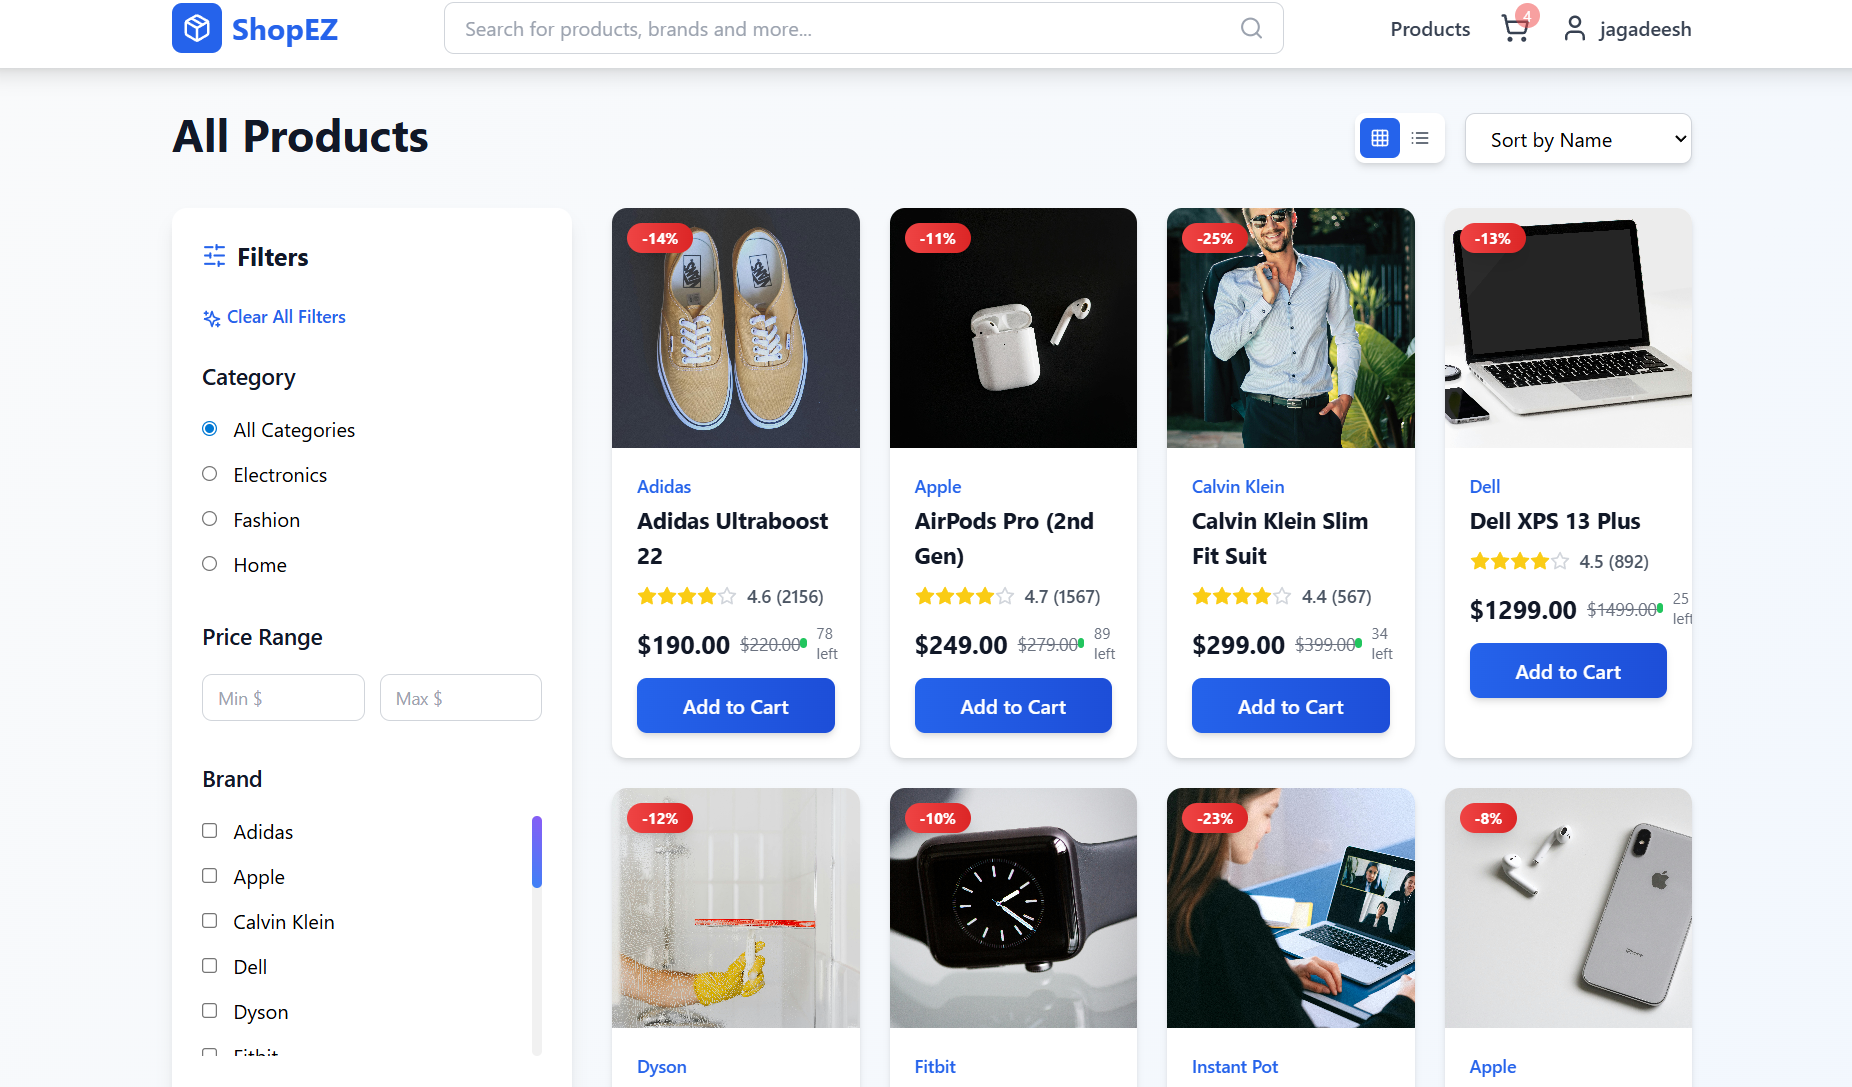 ShopEZ
Search for products, brands and more...
Products
4
jagadeesh
All Products
Sort by Name
Filters
Clear All Filters
Category
All Categories
Electronics
Fashion
Home
Price Range
Min $
Max $
Brand
Adidas
Apple
Calvin Klein
Dell
Dyson
Fitbit
-14%
Adidas
Adidas Ultraboost
22
4.6 (2156)
$190.00 $220.00 78
left
Add to Cart
-11%
Apple
AirPods Pro (2nd
Gen)
4.7 (1567)
$249.00 $279.00 89
left
Add to Cart
-25%
Calvin Klein
Calvin Klein Slim
Fit Suit
4.4 (567)
$299.00 $399.00 34
left
Add to Cart
-13%
Dell
Dell XPS 13 Plus
4.5 (892)
$1299.00 $1499.00 25
left
Add to Cart
-12%
Dyson
-10%
Fitbit
-23%
Instant Pot
-8%
Apple